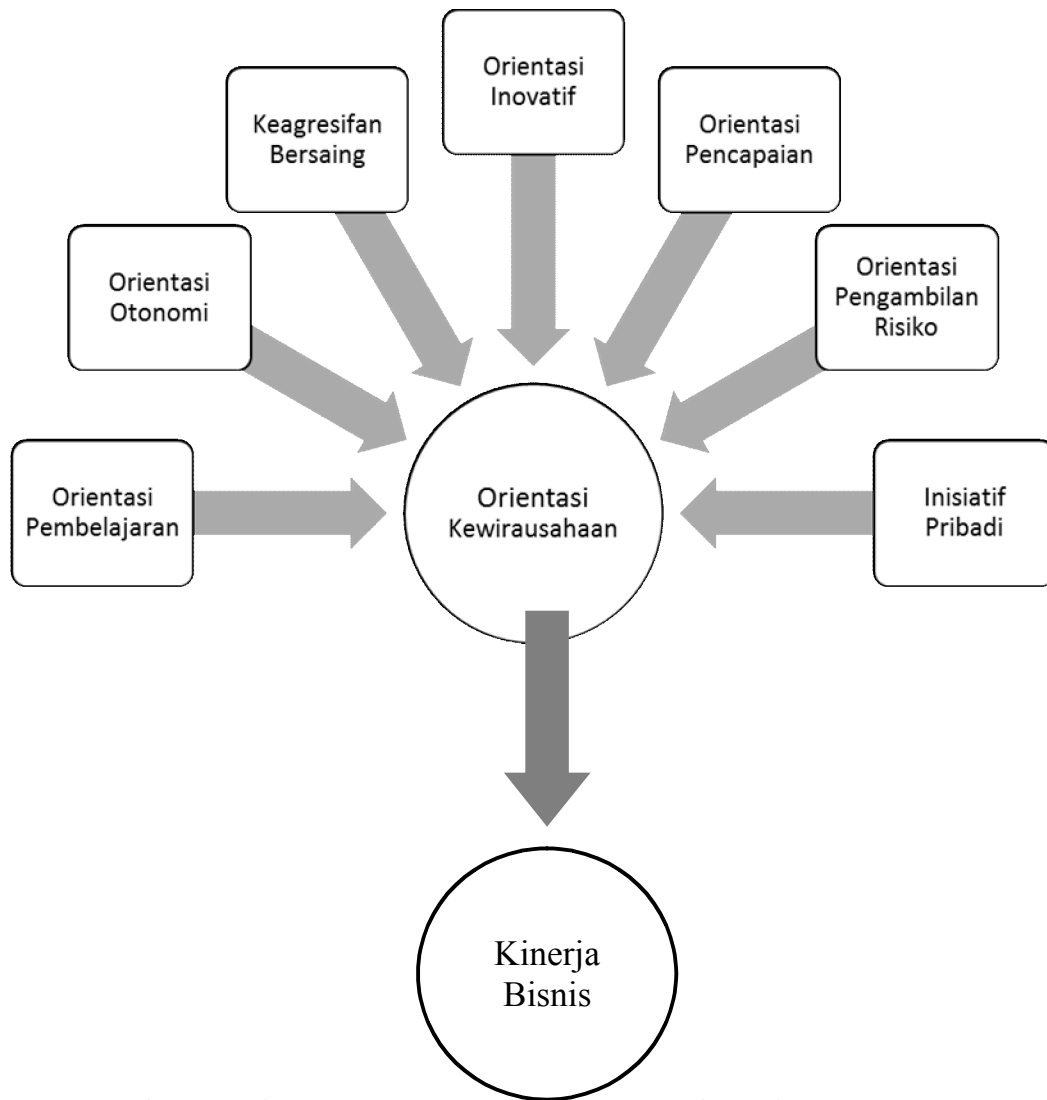 Orientasi
Inovatif
Keagresifan
Bersaing
Orientasi
Pencapaian
Orientasi
Otonomi
Orientasi
Pengambilan
Risiko
Orientasi
Pembelajaran
Orientasi
Kewirausahaan
Inisiatif
Pribadi
Kinerja
Bisnis